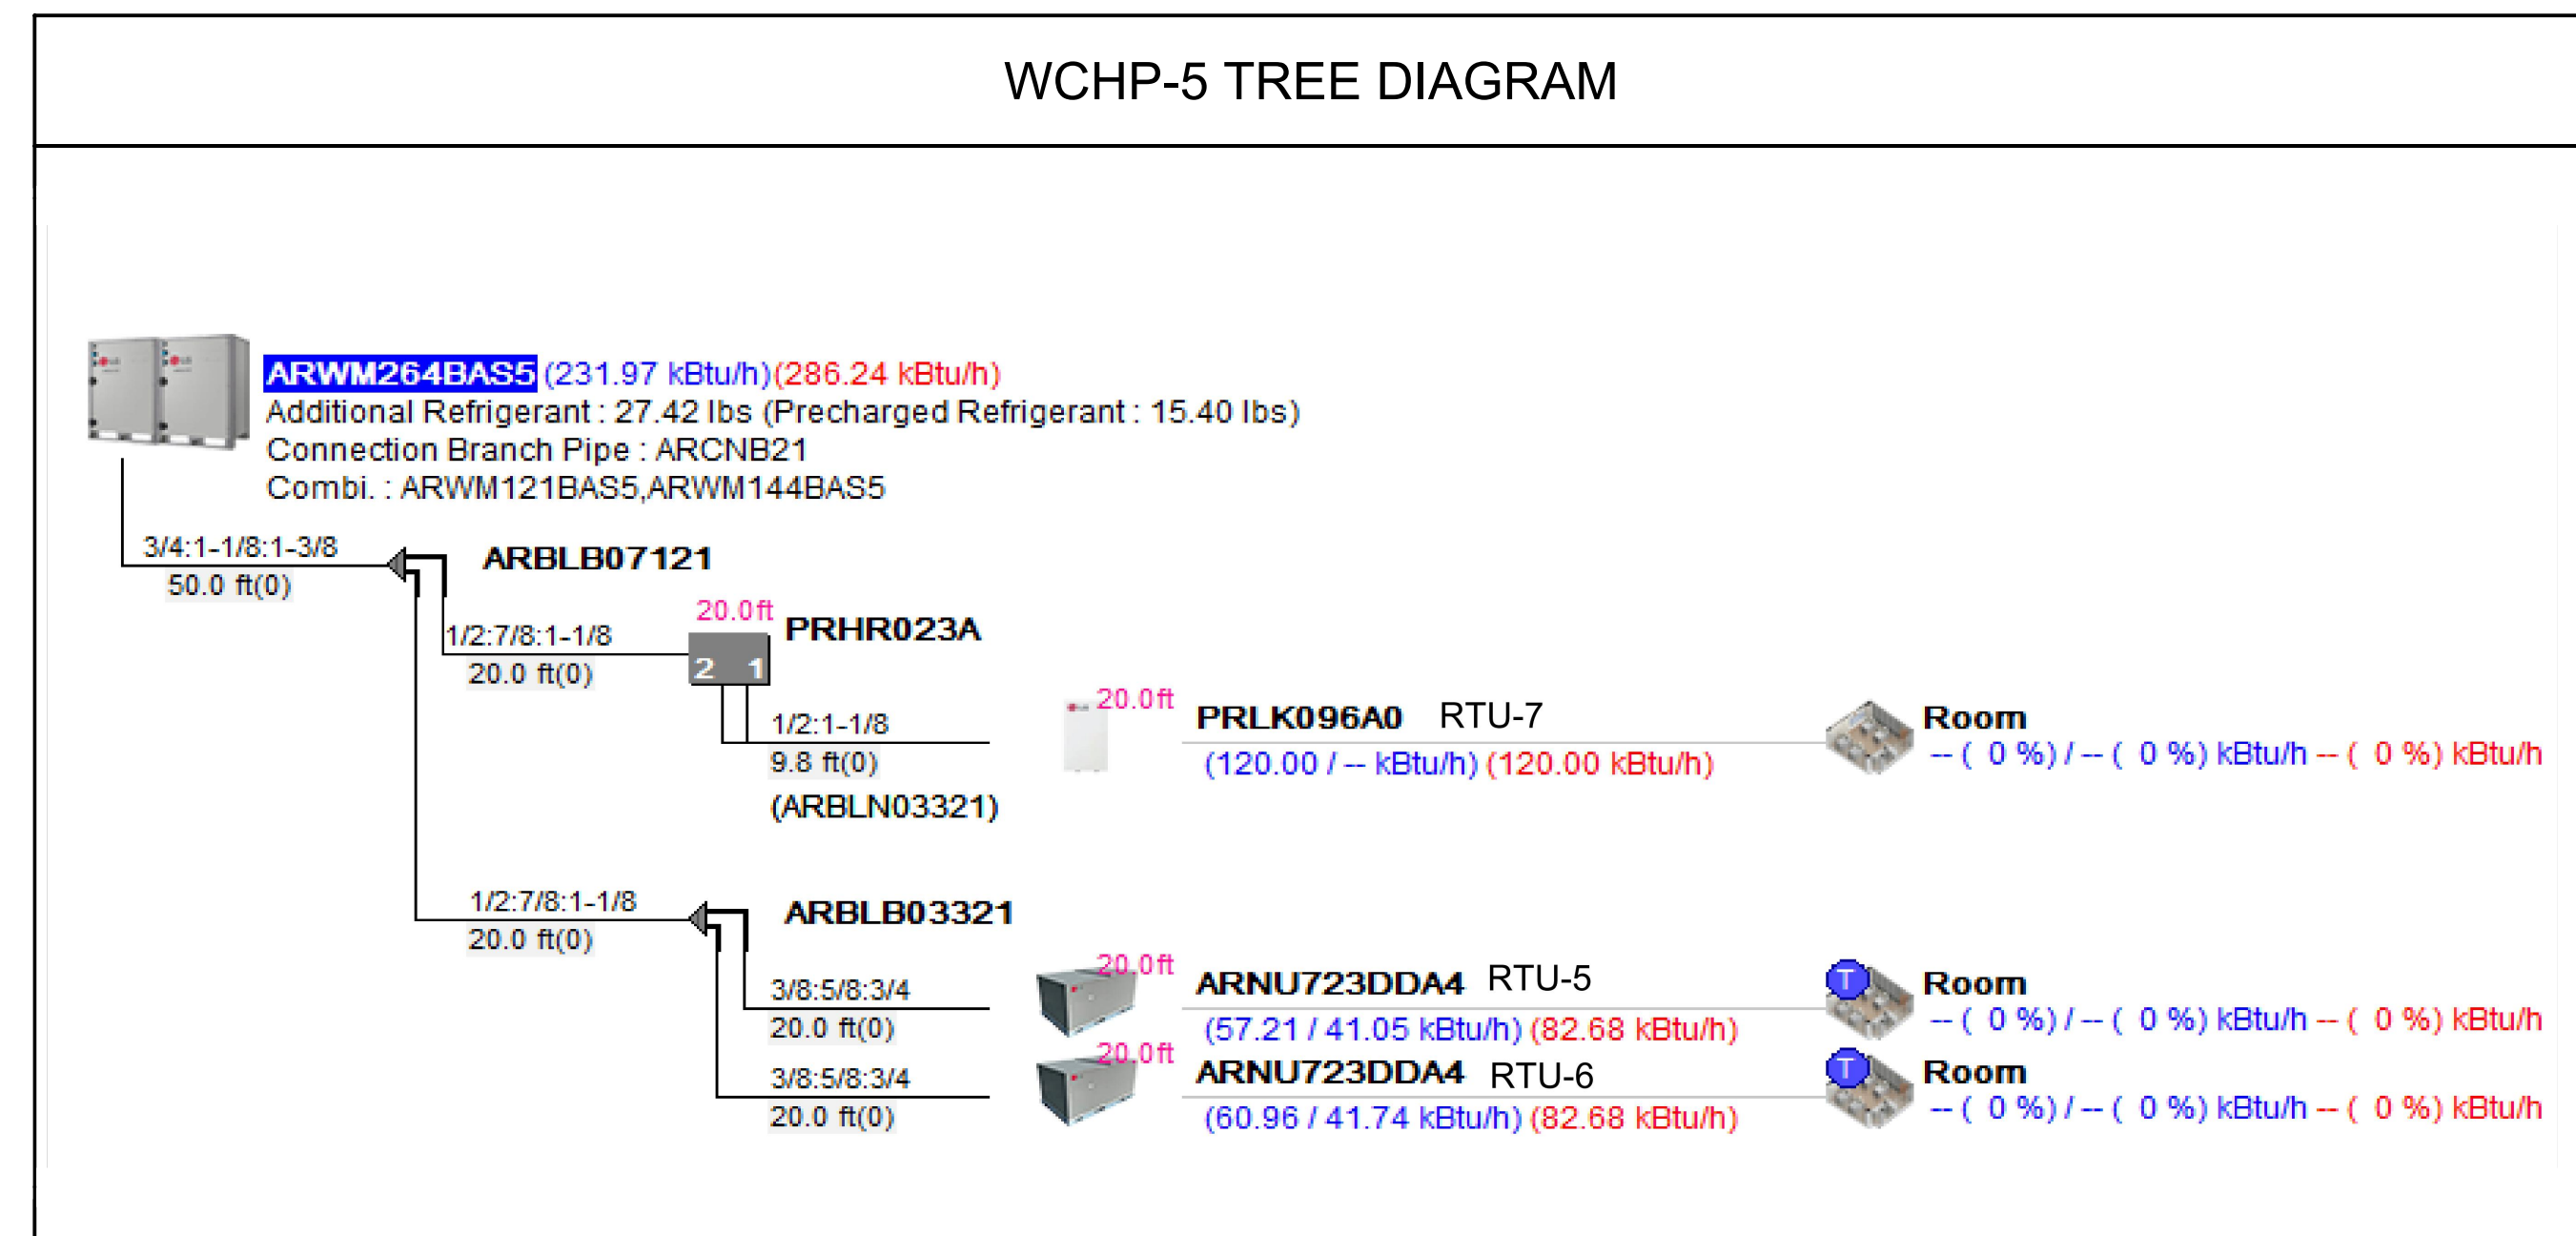 WCHP-5 TREE DIAGRAM
ARWM264BAS5 (231.97 kBtu/h)(286.24 kBtu/h)
Additional Refrigerant : 27.42 lbs (Precharged Refrigerant : 15.40 lbs)
Connection Branch Pipe : ARCNB21
Combi. : ARWM121BAS5,ARWM144BAS5
3/4:1-1/8:1-3/8
50.0 ft(0)
ARBLB07121
1/2:7/8:1-1/8
20.0 ft(0)
20.0ft
PRHR023A
2 1
1/2:1-1/8
9.8 ft(0)
(ARBLN03321)
20.0ft
PRLK096A0 RTU-7
(120.00 / -- kBtu/h) (120.00 kBtu/h)
Room
-- ( 0 %) / -- ( 0 %) kBtu/h -- ( 0 %) kBtu/h
1/2:7/8:1-1/8
20.0 ft(0)
ARBLB03321
3/8:5/8:3/4
20.0 ft(0)
20.0ft
ARNU723DDA4 RTU-5
(57.21 / 41.05 kBtu/h) (82.68 kBtu/h)
T
Room
-- ( 0 %) / -- ( 0 %) kBtu/h -- ( 0 %) kBtu/h
3/8:5/8:3/4
20.0 ft(0)
20.0ft
ARNU723DDA4 RTU-6
(60.96 / 41.74 kBtu/h) (82.68 kBtu/h)
T
Room
-- ( 0 %) / -- ( 0 %) kBtu/h -- ( 0 %) kBtu/h